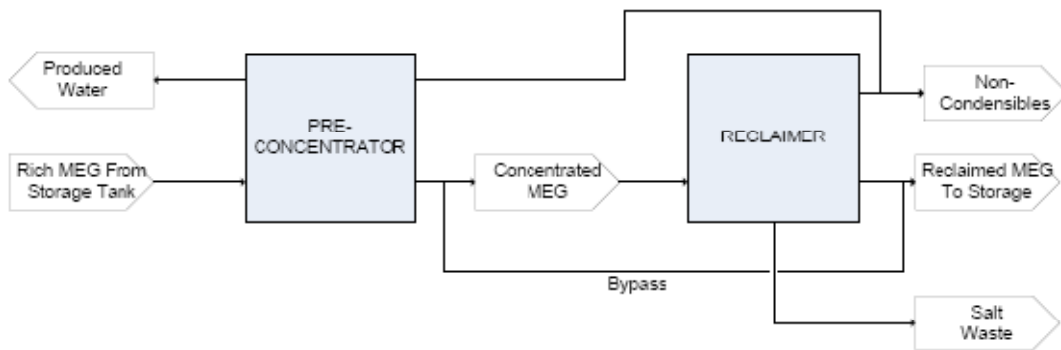 Produced
Water
Rich MEG From
Storage Tank
PRE-
CONCENTRATOR
Concentrated
MEG
RECLAIMER
Non-
Condensibles
Reclaimed MEG
To Storage
Bypass
Salt
Waste